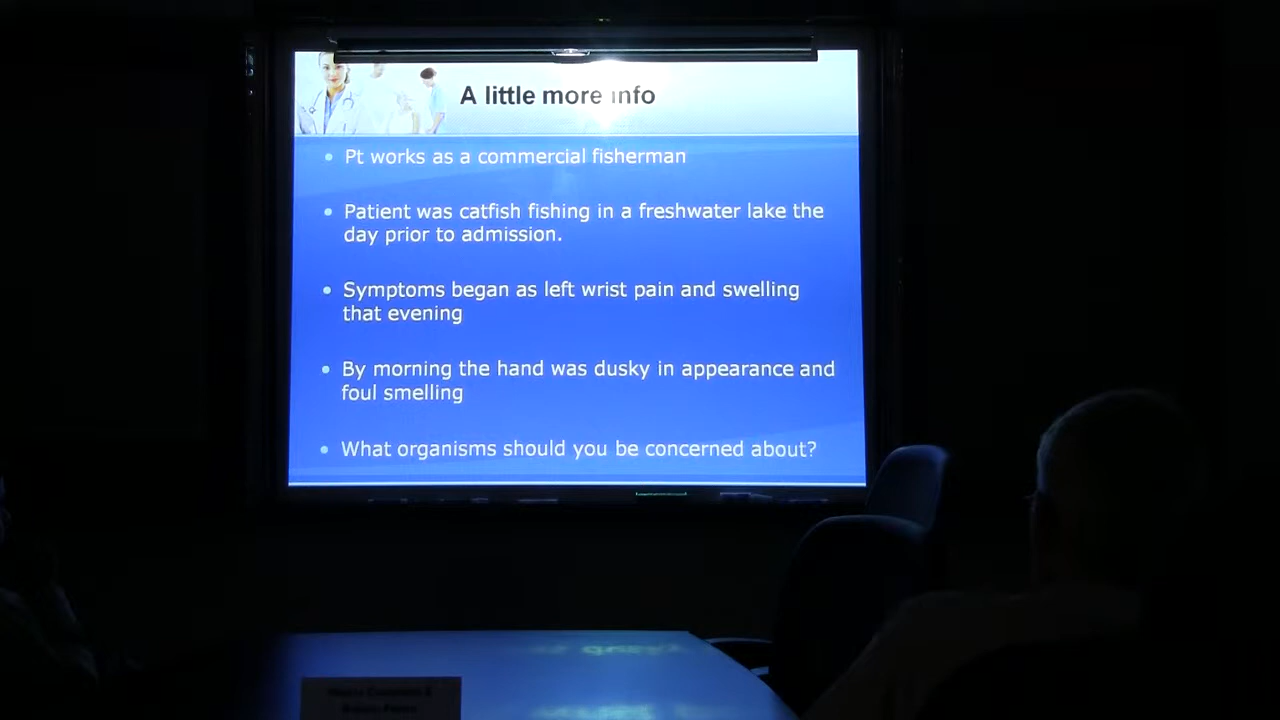 A little more info
• Pt works as a commercial fisherman
• Patient was catfish fishing in a freshwater lake the
day prior to admission.
• Symptoms began as left wrist pain and swelling
that evening
• By morning the hand was dusky in appearance and
foul smelling
• What organisms should you be concerned about?